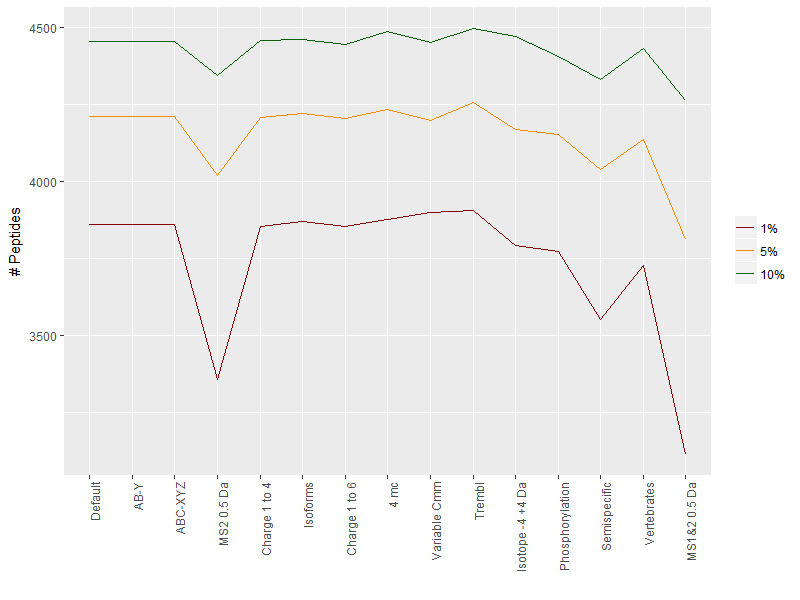 4500
4000
3500
# Peptides
Default
AB-Y
ABC-XYZ
MS2 0.5 Da
Charge 1 to 4
Isoforms
Charge 1 to 6
4 mc
Variable Cmm
Trembl
Isotope -4 +4 Da
Phosphorylation
Semispecific
Vertebrates
MS1&2 0.5 Da
1%
5%
10%